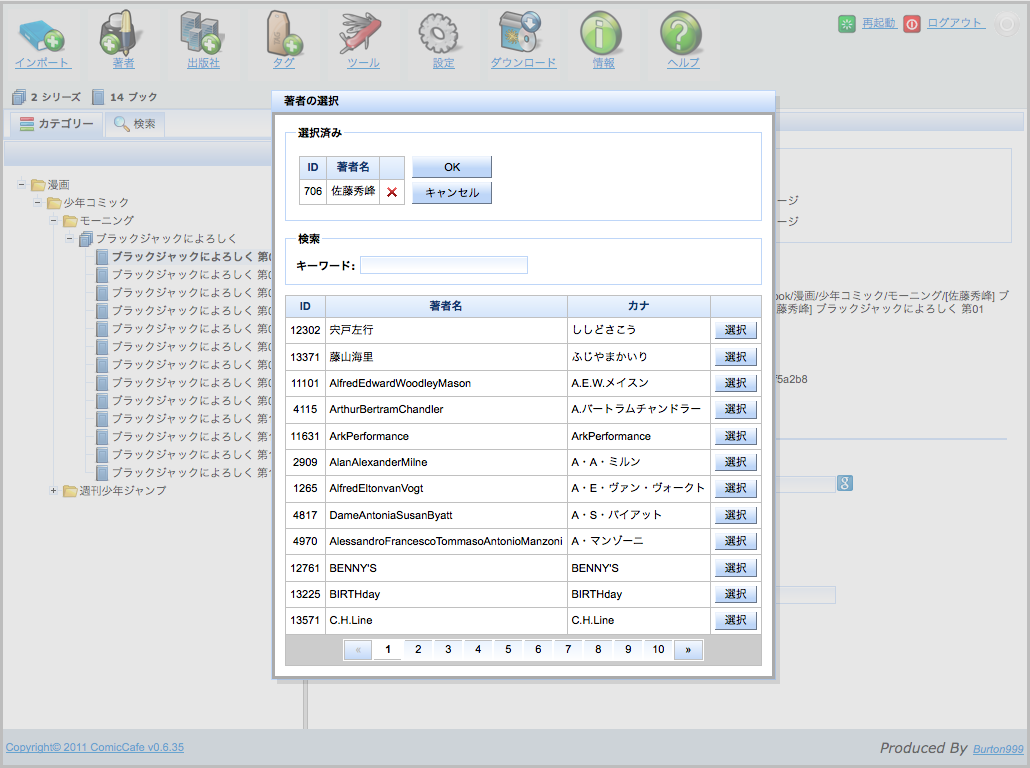 インポート 著者 出版社 タグ ツール 設定 ダウンロード 情報 ヘルプ 再起動 ログアウト
2 シリーズ 14 ブック
カテゴリー 検索
漫画
少年コミック
モーニング
ブラックジャックによろしく
ブラックジャックによろしく 第0
ブラックジャックによろしく 第0
ブラックジャックによろしく 第0
ブラックジャックによろしく 第0
ブラックジャックによろしく 第0
ブラックジャックによろしく 第0
ブラックジャックによろしく 第0
ブラックジャックによろしく 第0
ブラックジャックによろしく 第0
ブラックジャックによろしく 第1
ブラックジャックによろしく 第1
ブラックジャックによろしく 第1
ブラックジャックによろしく 第1
週刊少年ジャンプ
著者の選択
選択済み
ID 著者名
706 佐藤秀峰
OK
キャンセル
検索
キーワード:
ID 著者名 カナ
12302 宍戸左行 ししどさこう 選択
13371 藤山海里 ふじやまかいり 選択
11101 AlfredEdwardWoodleyMason A.E.W.メイスン 選択
4115 ArthurBertramChandler A.バートラムチャンドラー 選択
11631 ArkPerformance ArkPerformance 選択
2909 AlanAlexanderMilne A・A・ミルン 選択
1265 AlfredEltonvanVogt A・E・ヴァン・ヴォークト 選択
4817 DameAntoniaSusanByatt A・S・バイアット 選択
4970 AlessandroFrancescoTommasoAntonioManzoni A・マンゾーニ 選択
12761 BENNY'S BENNY'S 選択
13225 BIRTHday BIRTHday 選択
13571 C.H.Line C.H.Line 選択
« 1 2 3 4 5 6 7 8 9 10 »
ージ
ージ
ook/漫画/少年コミック/モーニング/[佐藤秀峰] ブ
藤秀峰] ブラックジャックによろしく 第01
f5a2b8
g
Copyright© 2011 ComicCafe v0.6.35
Produced By Burton999